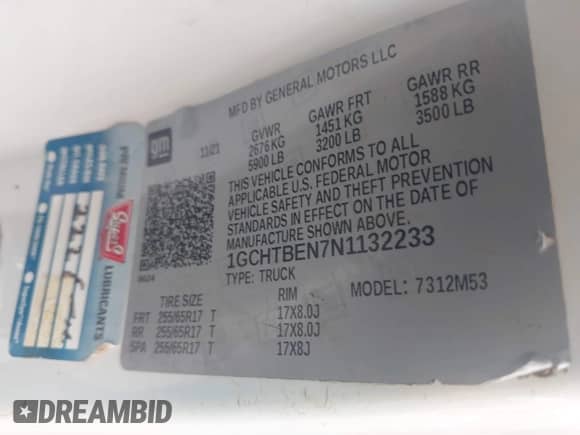 MFD BY GENERAL MOTORS LLC
gm 11/21 GVWR GAWR FRT GAWR RR
2676 KG 1451 KG 1588 KG
5900 LB 3200 LB 3500 LB
THIS VEHICLE CONFORMS TO ALL
APPLICABLE U.S. FEDERAL MOTOR
VEHICLE SAFETY AND THEFT PREVENTION
STANDARDS IN EFFECT ON THE DATE OF
MANUFACTURE SHOWN ABOVE.
1GCHTBEN7N1132233
TYPE: TRUCK
MODEL: 7312M53
TIRE SIZE RIM
FRT 255/65R17 T 17X8.0J
RR 255/65R17 T 17X8.0J
SPA 255/65R17 T 17X8J
LUBRICANTS
DREAMBID